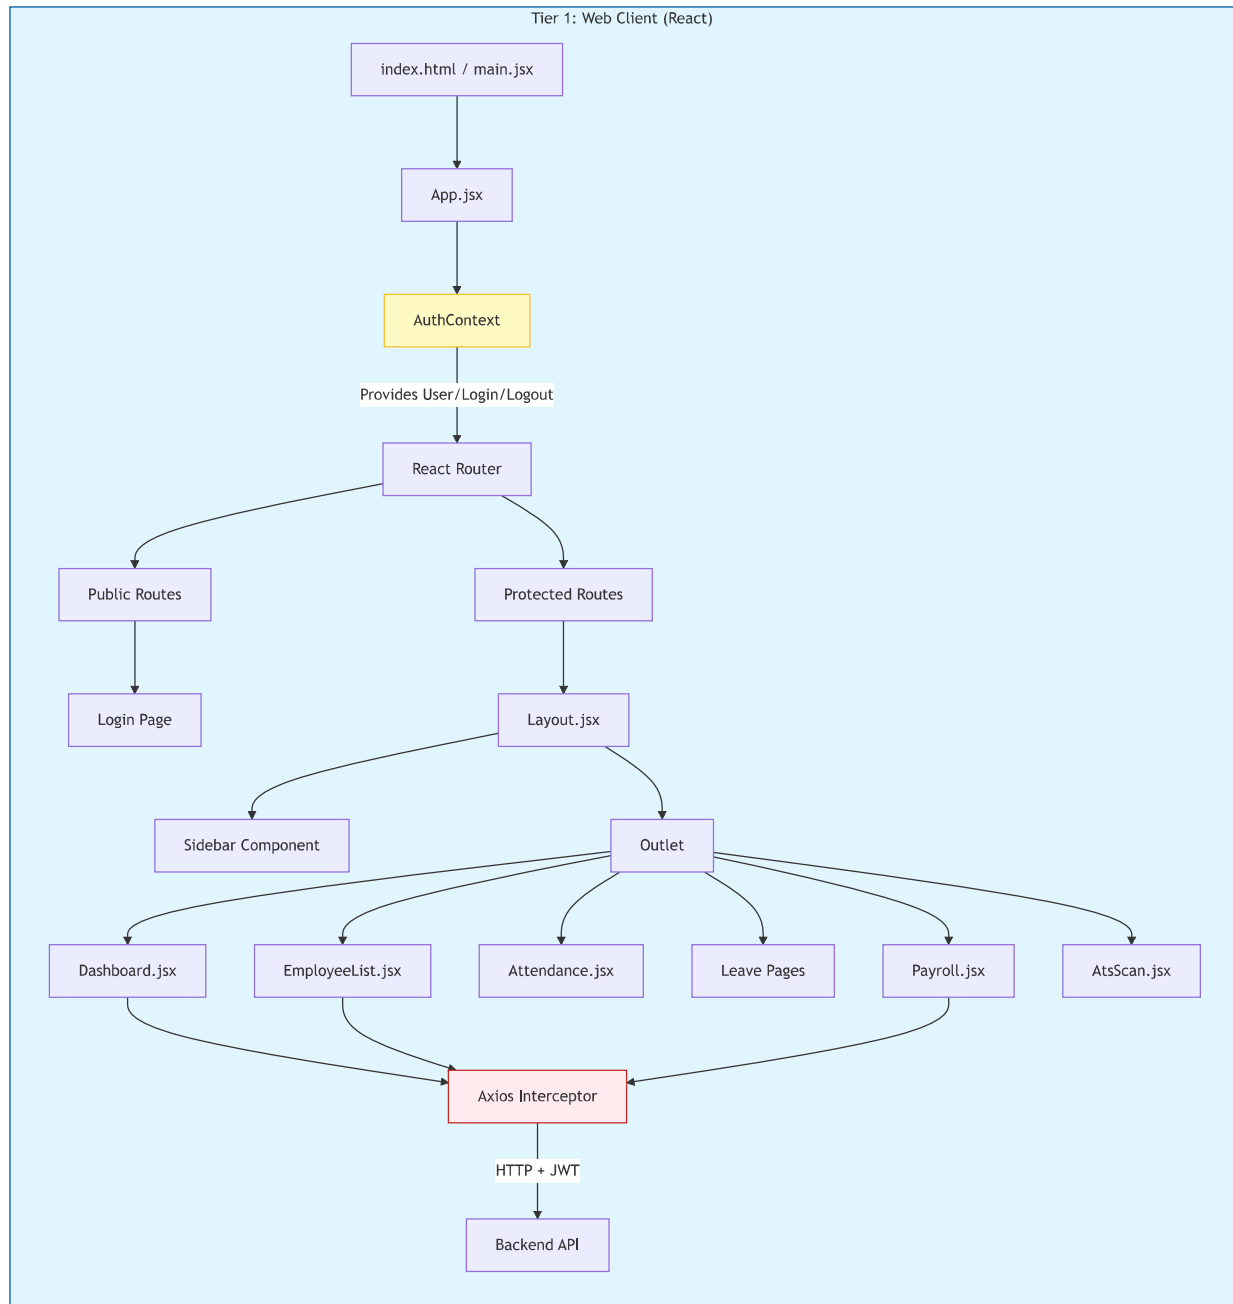 Tier 1: Web Client (React)
index.html / main.jsx
App.jsx
AuthContext
Provides User/Login/Logout
React Router
Public Routes
Protected Routes
Login Page
Layout.jsx
Sidebar Component
Outlet
Dashboard.jsx
EmployeeList.jsx
Attendance.jsx
Leave Pages
Payroll.jsx
AtsScan.jsx
Axios Interceptor
HTTP + JWT
Backend API